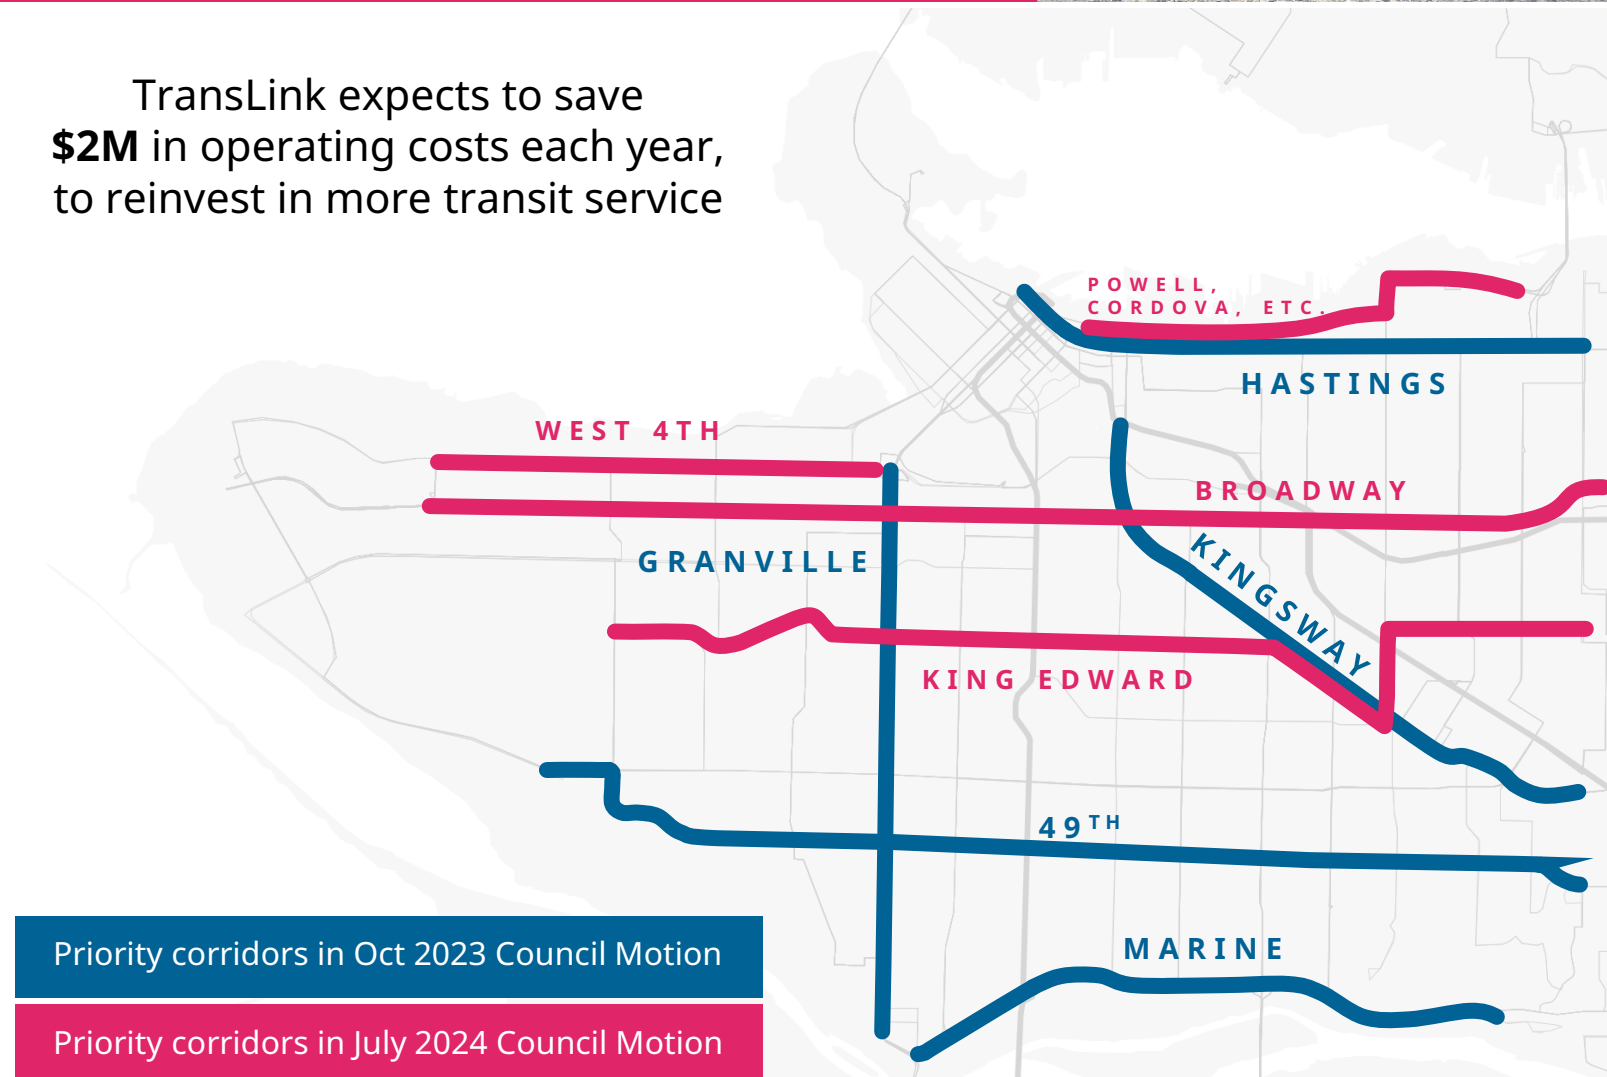 TransLink expects to save
$2M in operating costs each year,
to reinvest in more transit service
POWELL,
CORDOVA, ETC.
HASTINGS
WEST 4TH
BROADWAY
GRANVILLE
KINGSWAY
KING EDWARD
49TH
MARINE
Priority corridors in Oct 2023 Council Motion
Priority corridors in July 2024 Council Motion